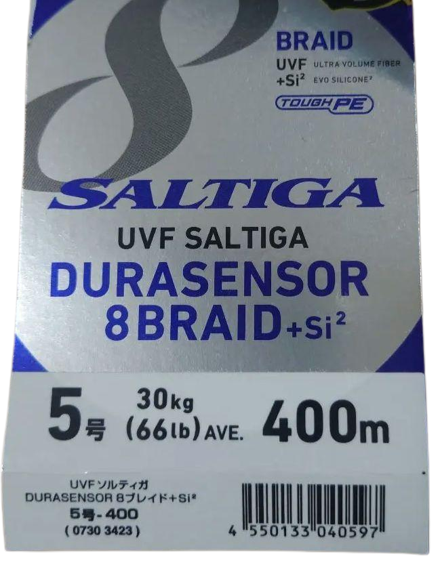 8
BRAID
UVF ULTRA VOLUME FIBER
+Si² EVO SILICONE²
TOUGH PE
SALTIGA
UVF SALTIGA
DURASENSOR
8BRAID+Si²
5号 30kg (66lb) AVE. 400m
UVF ソルティガ
DURASENSOR 8ブレイド+Si²
5号-400
(0730 3423)
4 550133 040597